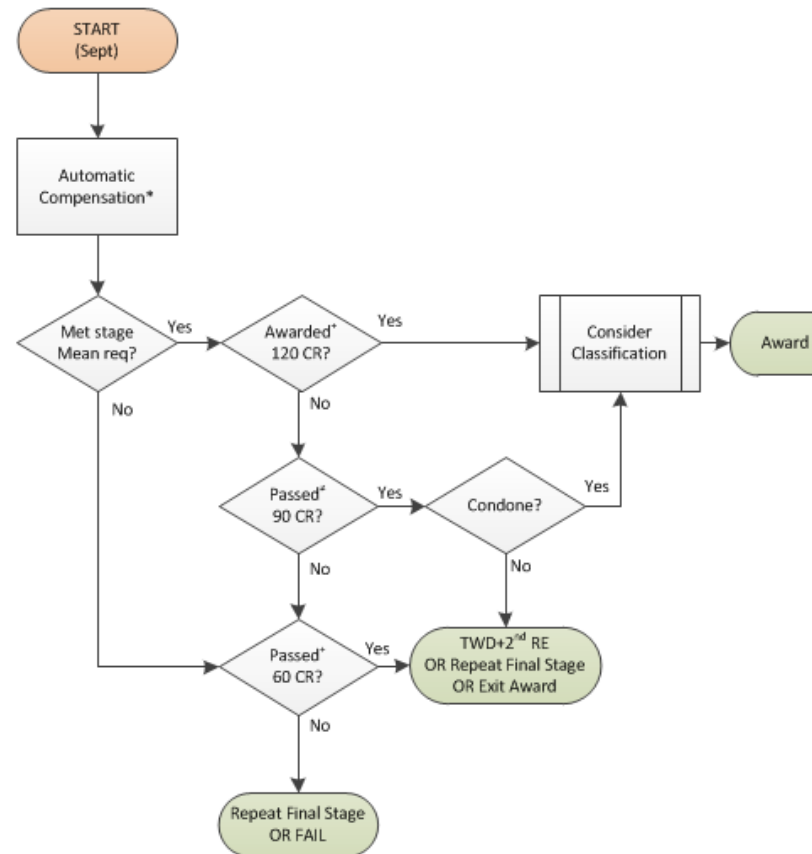 START
(Sept)
Automatic
Compensation*
Met stage
Mean req?
Yes
Awarded⁺
120 CR?
Yes
Consider
Classification
Award
No
No
Passed⁺
90 CR?
Yes
Condone?
Yes
No
No
Passed⁺
60 CR?
Yes
TWD+2ⁿᵈ RE
OR Repeat Final Stage
OR Exit Award
No
Repeat Final Stage
OR FAIL